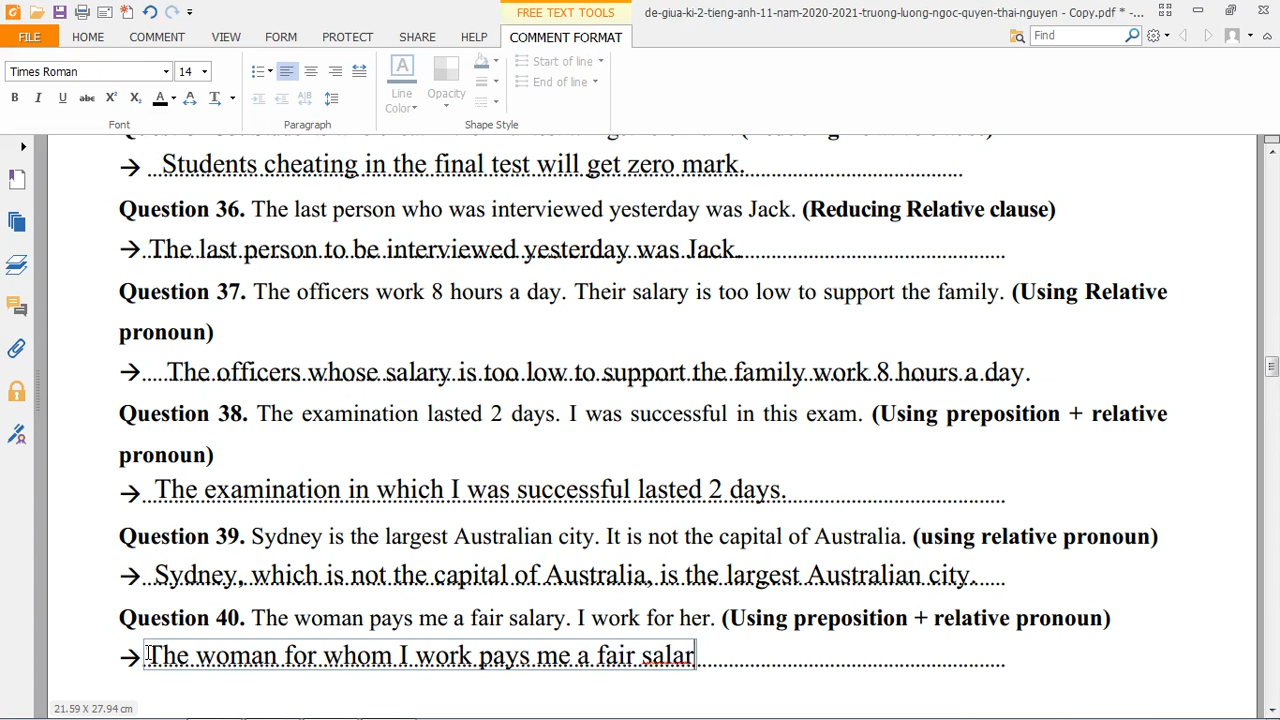 FREE TEXT TOOLS
de-giua-ki-2-tieng-anh-11-nam-2020-2021-truong-luong-ngoc-quyen-thai-nguyen - Copy.pdf * -...
FILE HOME COMMENT VIEW FORM PROTECT SHARE HELP COMMENT FORMAT Find
Times Roman 14 Start of line
B I U abc X² X₂ A A T Line Color Opacity End of line
Font Paragraph Shape Style
→ Students cheating in the final test will get zero mark.
Question 36. The last person who was interviewed yesterday was Jack. (Reducing Relative clause)
→ The last person to be interviewed yesterday was Jack.
Question 37. The officers work 8 hours a day. Their salary is too low to support the family. (Using Relative
pronoun)
→ The officers whose salary is too low to support the family work 8 hours a day.
Question 38. The examination lasted 2 days. I was successful in this exam. (Using preposition + relative
pronoun)
→ The examination in which I was successful lasted 2 days.
Question 39. Sydney is the largest Australian city. It is not the capital of Australia. (using relative pronoun)
→ Sydney, which is not the capital of Australia, is the largest Australian city.
Question 40. The woman pays me a fair salary. I work for her. (Using preposition + relative pronoun)
→ The woman for whom I work pays me a fair salar
21.59 X 27.94 cm